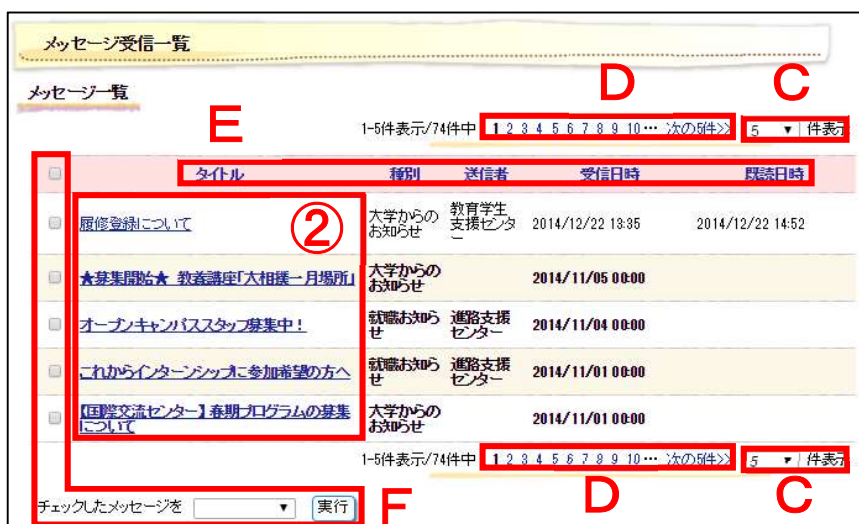 メッセージ受信一覧
メッセージ一覧
D C
E
1-5件表示/74件中 1 2 3 4 5 6 7 8 9 10… 次の5件>> 5 ▼ 件表示
タイトル 種別 送信者 受信日時 既読日時
②
履修登録について 大学からのお知らせ 教育学生支援センター 2014/12/22 13:35 2014/12/22 14:52
★募集開始★ 教養講座「大相撲一月場所」 大学からのお知らせ 2014/11/05 00:00
オープンキャンパススタッフ募集中！ 就職お知らせ 進路支援センター 2014/11/04 00:00
これからインターンシップに参加希望の方へ 就職お知らせ 進路支援センター 2014/11/01 00:00
【国際交流センター】春期プログラムの募集について 大学からのお知らせ 2014/11/01 00:00
1-5件表示/74件中 1 2 3 4 5 6 7 8 9 10… 次の5件>> 5 ▼ 件表示
D C
チェックしたメッセージを ▼ 実行 F